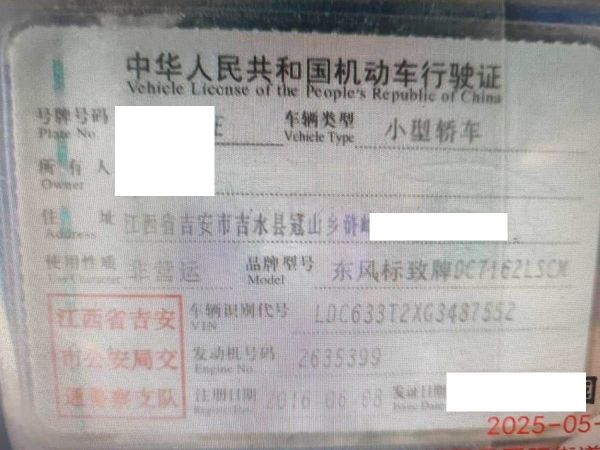 中华人民共和国机动车行驶证
Vehicle License of the People's Republic of China
号牌号码 车辆类型 小型轿车
Plate No. Vehicle Type
所有人
Owner
住址 江西省吉安市吉水县冠山乡
Address
使用性质 非营运 品牌型号 东风标致牌DC7162LSCM
Use Character Model
江西省吉安
市公安局交
通警察支队
车辆识别代号 LDC633T2XG3487552
VIN
发动机号码 2635399
Engine No.
注册日期 2016-06-08 发证日期
Register Date Issue Date
2025-05-